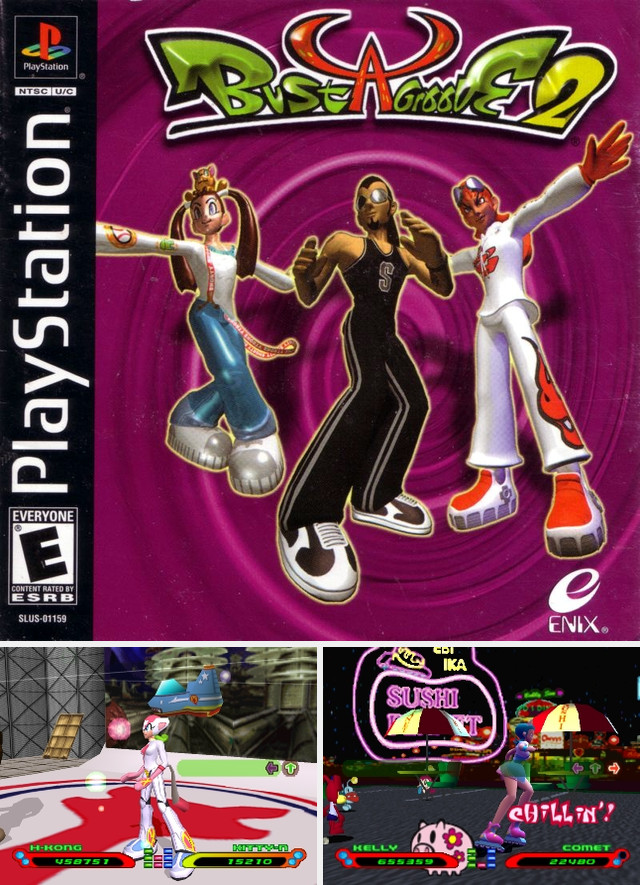 PlayStation
®
NTSC U/C
PlayStation®
BUST A GROOVE 2
EVERYONE
E
®
CONTENT RATED BY
ESRB
SLUS-01159
ENIX®
H-KONG
KITTY-N
458751
15210
IKA
SUSHI
CHILLIN'!
KELLY
COMET
655359
22480